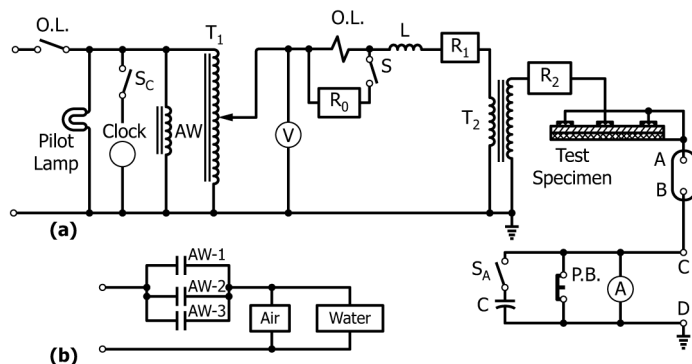 O.L.
T1
O.L.
L
R1
S
R0
SC
Clock
AW
Pilot
Lamp
V
T2
R2
Test
Specimen
A
B
(a)
C
SA
C
P.B.
A
D
AW-1
AW-2
AW-3
Air
Water
(b)